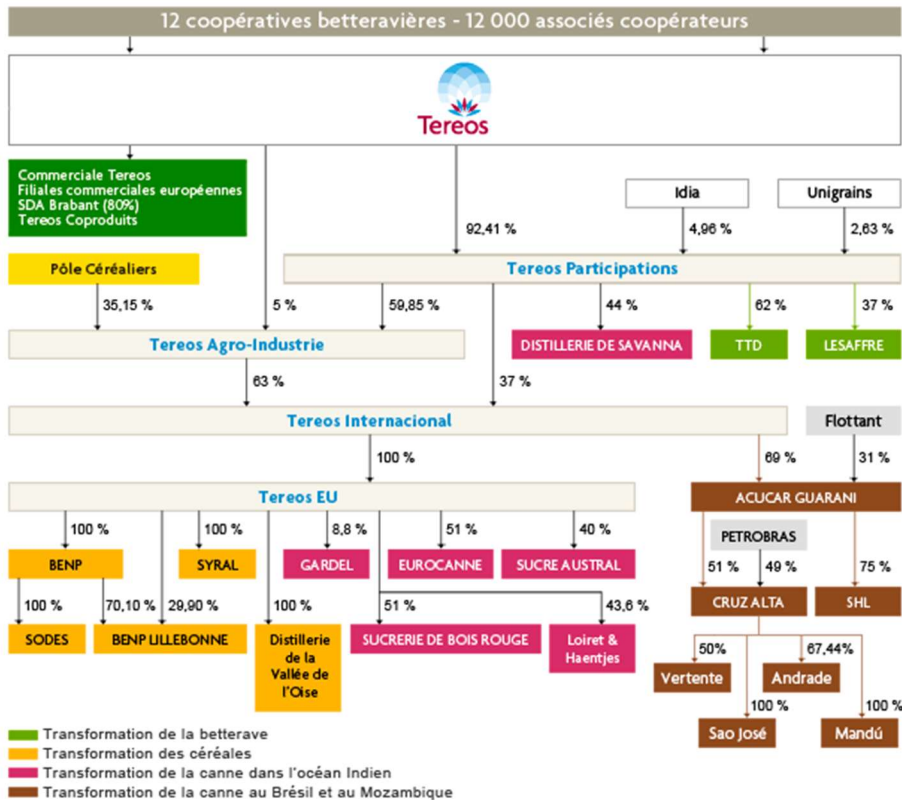 12 coopératives betteravières - 12 000 associés coopérateurs
Tereos
Commerciale Tereos
Filiales commerciales européennes
SDA Brabant (80%)
Tereos Coproduits
Idia
Unigrains
92,41 %
4,96 %
2,63 %
Pôle Céréaliers
Tereos Participations
35,15 %
5 %
59,85 %
44 %
62 %
37 %
Tereos Agro-Industrie
DISTILLERIE DE SAVANNA
TTD
LESAFFRE
63 %
37 %
Tereos Internacional
Flottant
100 %
69 %
31 %
Tereos EU
ACUCAR GUARANI
100 %
100 %
8,8 %
51 %
40 %
PETROBRAS
BENP
SYRAL
GARDEL
EUROCANNE
SUCRE AUSTRAL
51 %
49 %
75 %
CRUZ ALTA
SHL
100 %
70,10 %
29,90 %
100 %
51 %
43,6 %
SODES
BENP LILLEBONNE
Distillerie
de la
Vallée de
l'Oise
SUCRERIE DE BOIS ROUGE
Loiret &
Haentjes
50%
67,44%
Vertente
Andrade
100 %
100 %
Sao José
Mandú
Transformation de la betterave
Transformation des céréales
Transformation de la canne dans l'océan Indien
Transformation de la canne au Brésil et au Mozambique